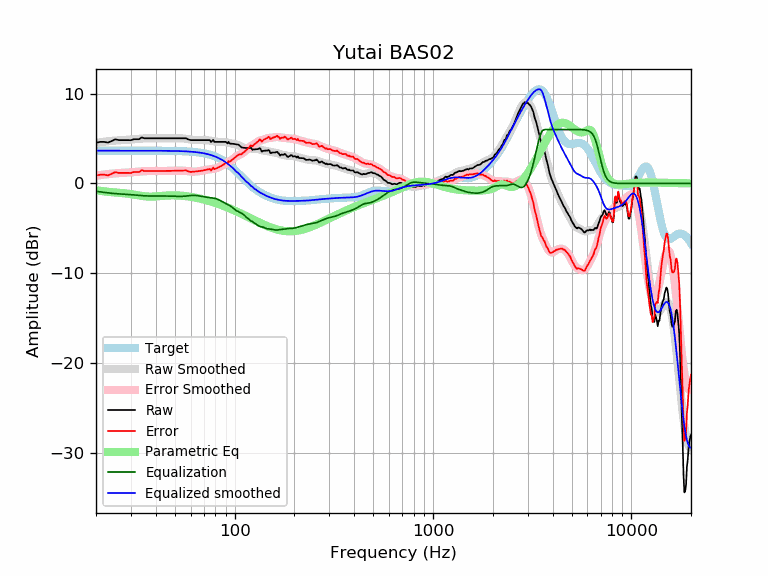 Yutai BAS02
10
0
−10
−20
−30
Amplitude (dBr)
Target
Raw Smoothed
Error Smoothed
Raw
Error
Parametric Eq
Equalization
Equalized smoothed
100
1000
10000
Frequency (Hz)